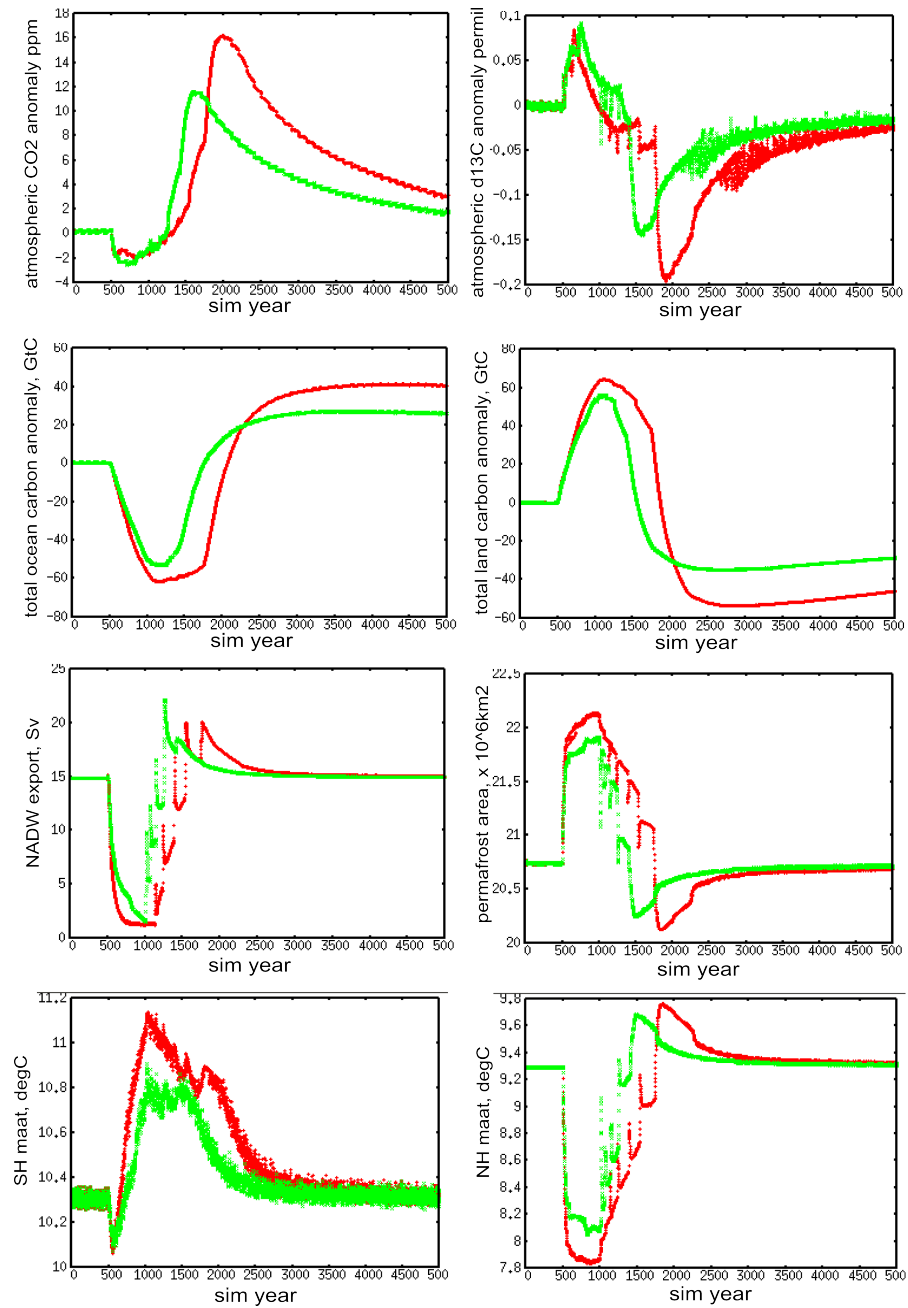 atmospheric CO2 anomaly ppm
18
16
14
12
10
8
6
4
2
0
−2
−4
0 500 1000 1500 2000 2500 3000 3500 4000 4500 500
sim year
atmospheric d13C anomaly permil
0.1
0.05
0
-0.05
-0.1
0.15
-0.2
0 500 1000 1500 2000 2500 3000 3500 4000 4500 500
sim year
total ocean carbon anomaly, GtC
60
40
20
0
−20
−40
−60
−80
0 500 1000 1500 2000 2500 3000 3500 4000 4500 500
sim year
total land carbon anomaly, GtC
80
60
40
20
0
−20
−40
−60
0 500 1000 1500 2000 2500 3000 3500 4000 4500 500
sim year
NADW export, Sv
25
20
15
10
5
0
0 500 1000 1500 2000 2500 3000 3500 4000 4500 500
sim year
permafrost area, x 10^6km2
22.5
22
21.5
21
20.5
20
0 500 1000 1500 2000 2500 3000 3500 4000 4500 500
sim year
SH maat, degC
11.2
11
10.8
10.6
10.4
10.2
10
0 500 1000 1500 2000 2500 3000 3500 4000 4500 500
sim year
NH maat, degC
9.8
9.6
9.4
9.2
9
8.8
8.6
8.4
8.2
8
7.8
0 500 1000 1500 2000 2500 3000 3500 4000 4500 500
sim year